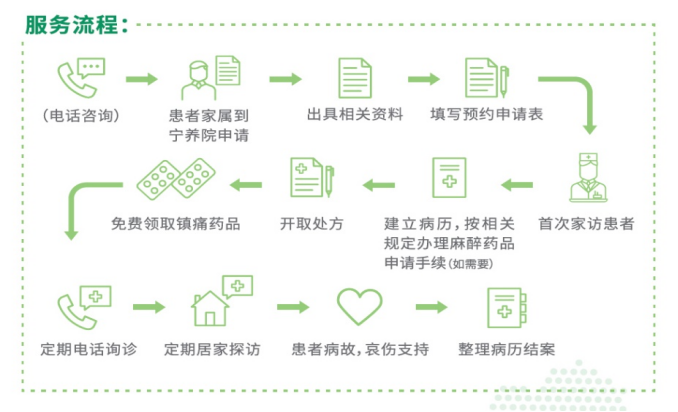 服务流程：
（电话咨询）
患者家属到
宁养院申请
出具相关资料
填写预约申请表
首次家访患者
建立病历，按相关
规定办理麻醉药品
申请手续（如需要）
开取处方
免费领取镇痛药品
定期电话询诊
定期居家探访
患者病故，哀伤支持
整理病历结案